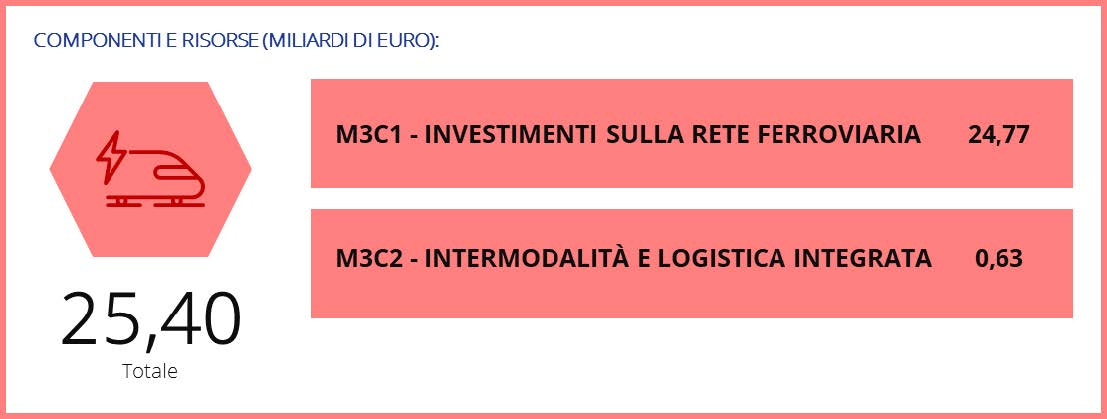 COMPONENTI E RISORSE (MILIARDI DI EURO):
M3C1 - INVESTIMENTI SULLA RETE FERROVIARIA 24,77
M3C2 - INTERMODALITÀ E LOGISTICA INTEGRATA 0,63
25,40
Totale